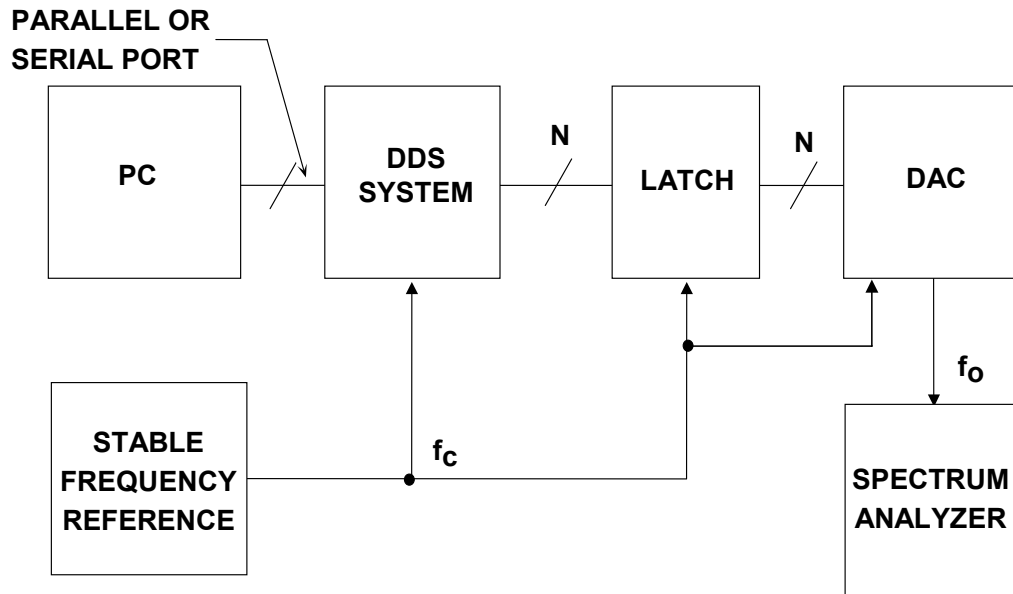 PARALLEL OR
SERIAL PORT
PC
DDS
SYSTEM
N
LATCH
N
DAC
fo
STABLE
FREQUENCY
REFERENCE
fc
SPECTRUM
ANALYZER